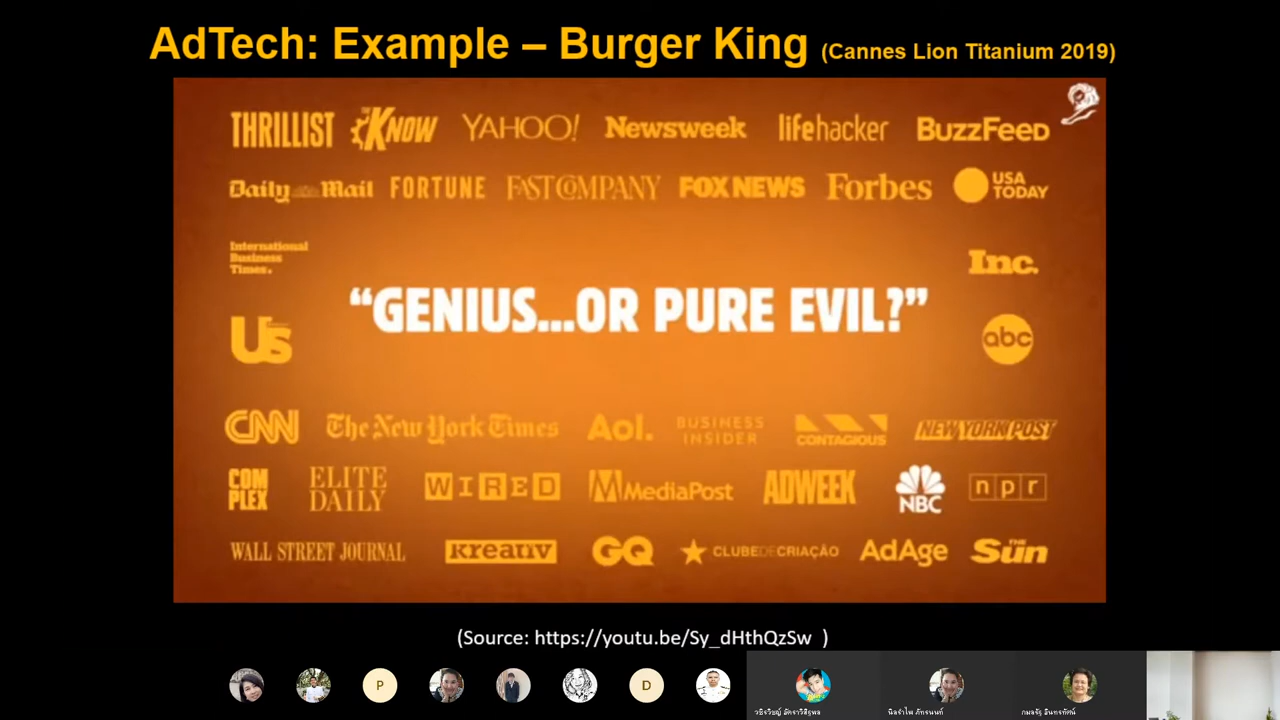 AdTech: Example – Burger King (Cannes Lion Titanium 2019)
THRILLIST THE KNOW YAHOO! Newsweek lifehacker BuzzFeed
Daily Mail FORTUNE FAST COMPANY FOX NEWS Forbes USA TODAY
International Business Times.
Inc.
“GENIUS...OR PURE EVIL?”
Us
abc
CNN The New York Times Aol. BUSINESS INSIDER CONTAGIOUS NEW YORK POST
COMPLEX ELITE DAILY WIRED MediaPost ADWEEK NBC npr
WALL STREET JOURNAL kreativ GQ CLUBEDECRIAÇÃO AdAge THE Sun
(Source: https://youtu.be/Sy_dHthQzSw )
P D